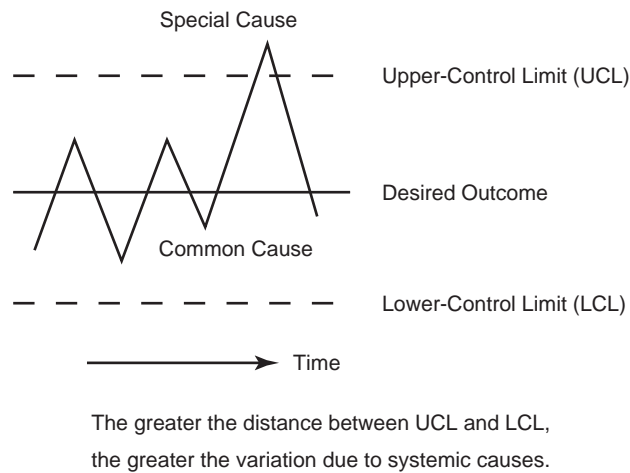 Special Cause
Upper-Control Limit (UCL)
Desired Outcome
Common Cause
Lower-Control Limit (LCL)
Time
The greater the distance between UCL and LCL,
the greater the variation due to systemic causes.